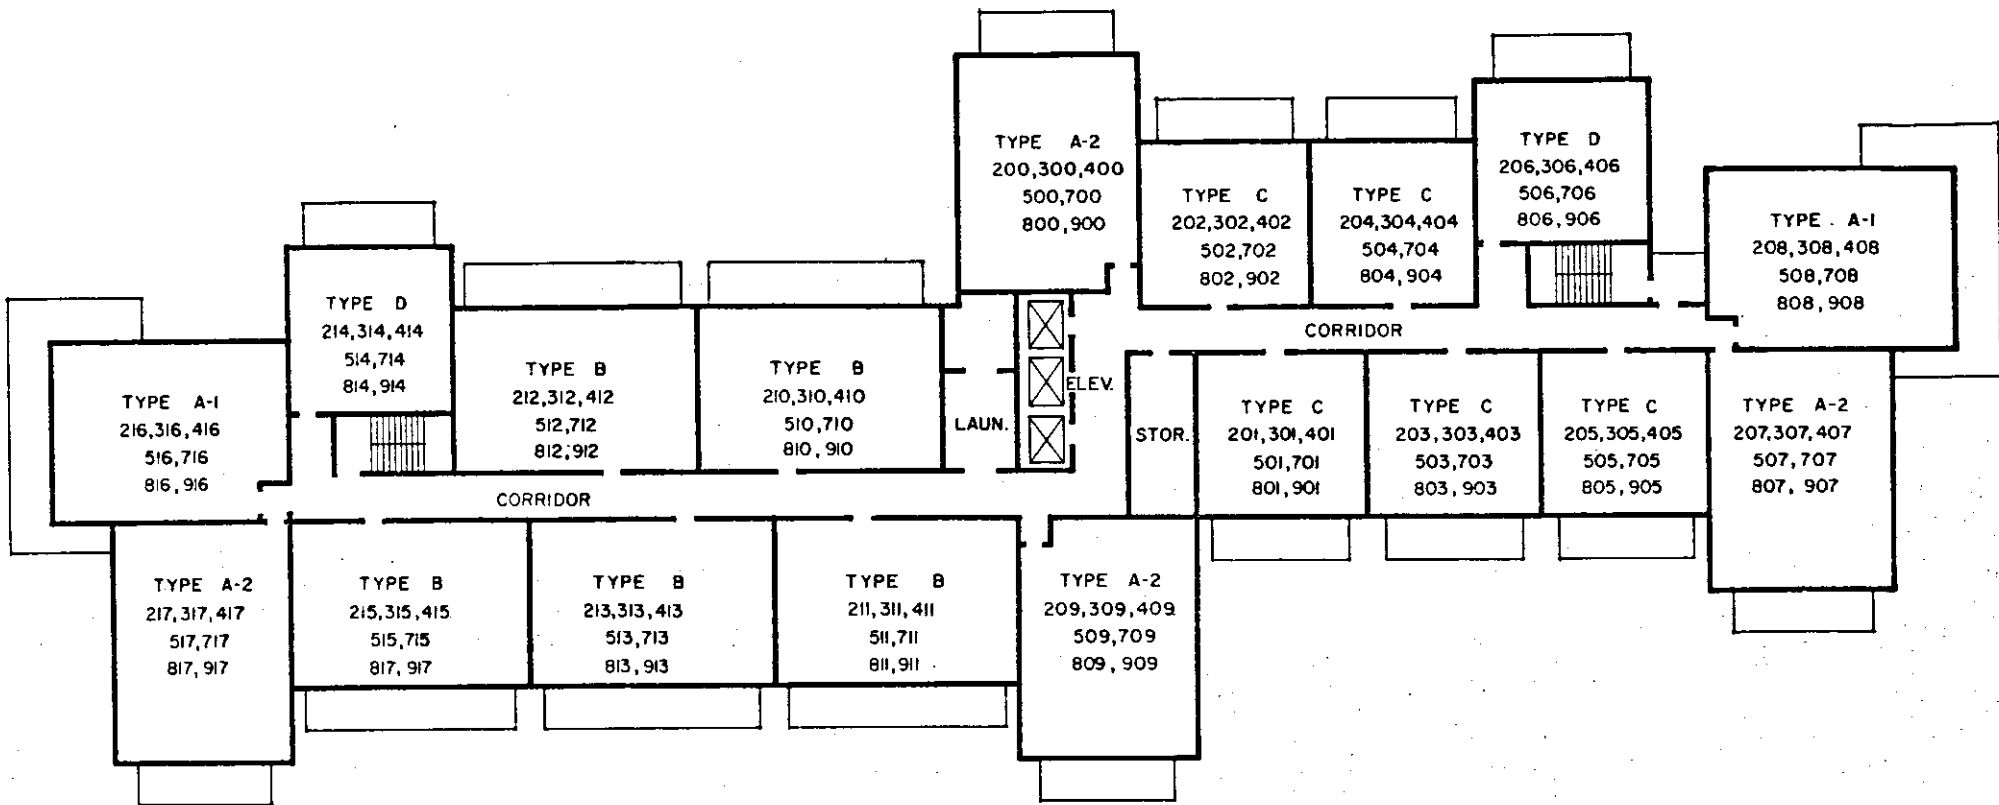 TYPE A-2
200,300,400
500,700
800,900
TYPE C
202,302,402
502,702
802,902
TYPE C
204,304,404
504,704
804,904
TYPE D
206,306,406
506,706
806,906
TYPE A-1
208,308,408
508,708
808,908
TYPE D
214,314,414
514,714
814,914
TYPE A-1
216,316,416
516,716
816,916
TYPE B
212,312,412
512,712
812,912
TYPE B
210,310,410
510,710
810,910
LAUN.
ELEV.
STOR.
CORRIDOR
TYPE C
201,301,401
501,701
801,901
TYPE C
203,303,403
503,703
803,903
TYPE C
205,305,405
505,705
805,905
TYPE A-2
207,307,407
507,707
807,907
CORRIDOR
TYPE A-2
217,317,417
517,717
817,917
TYPE B
215,315,415
515,715
817,917
TYPE B
213,313,413
513,713
813,913
TYPE B
211,311,411
511,711
811,911
TYPE A-2
209,309,409
509,709
809,909